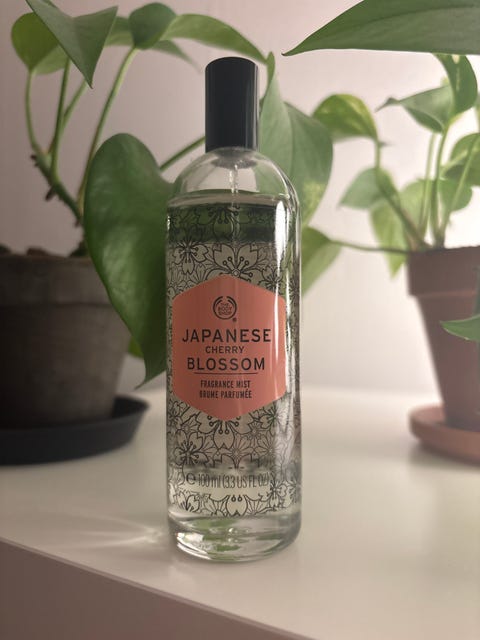 THE
BODY
SHOP
®
JAPANESE
CHERRY
BLOSSOM
FRAGRANCE MIST
BRUME PARFUMÉE
℮ 100 ml (3.3 US FL OZ)